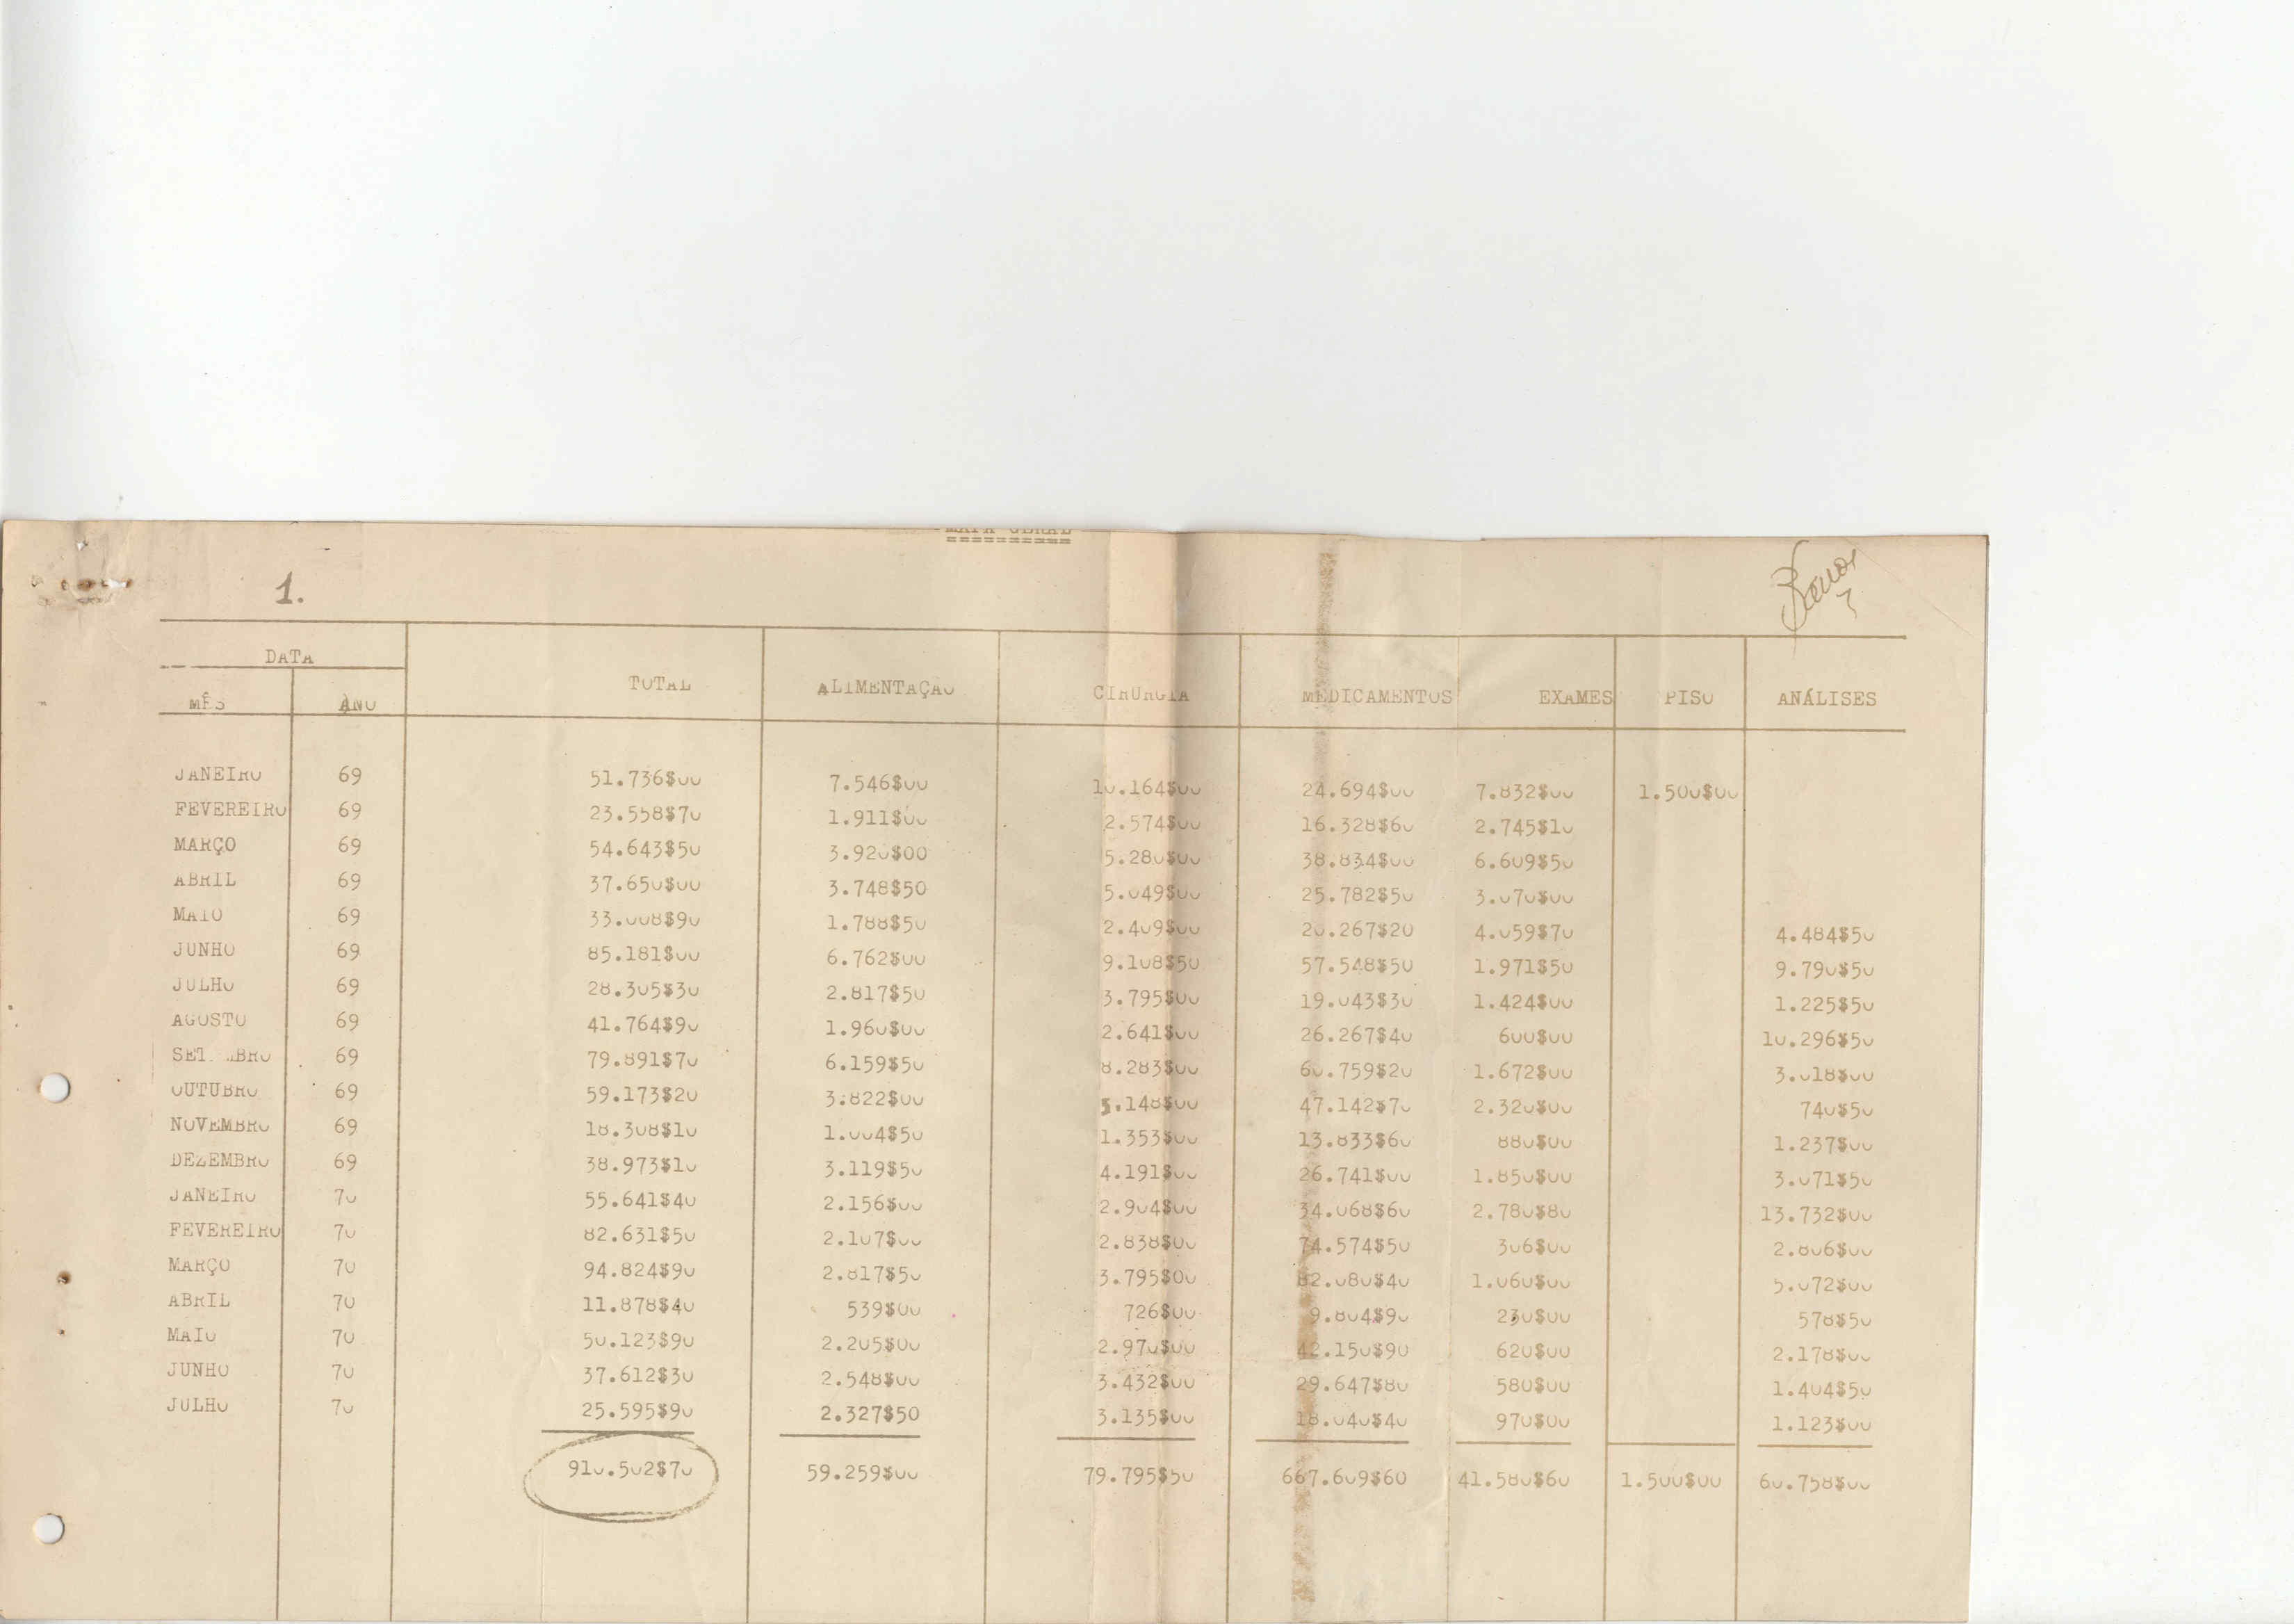 MAPA GERAL
==========
1.
DATA
MÊS ANO TOTAL ALIMENTAÇÃO CIRURGIA MEDICAMENTOS EXAMES PISO ANÁLISES
JANEIRO 69 51.736$00 7.546$00 10.164$00 24.694$00 7.832$00 1.500$00
FEVEREIRO 69 23.558$70 1.911$00 2.574$00 16.328$60 2.745$10
MARÇO 69 54.643$50 3.920$00 5.280$00 38.834$00 6.609$50
ABRIL 69 37.650$00 3.748$50 5.049$00 25.782$50 3.070$00
MAIO 69 33.008$90 1.788$50 2.409$00 20.267$20 4.059$70 4.484$50
JUNHO 69 85.181$00 6.762$00 9.108$50 57.548$50 1.971$50 9.790$50
JULHO 69 28.305$30 2.817$50 3.795$00 19.043$30 1.424$00 1.225$50
AGOSTO 69 41.764$90 1.960$00 2.641$00 26.267$40 600$00 10.296$50
SETEMBRO 69 79.891$70 6.159$50 8.283$00 60.759$20 1.672$00 3.018$00
OUTUBRO 69 59.173$20 3.822$00 5.148$00 47.142$70 2.320$00 740$50
NOVEMBRO 69 18.308$10 1.004$50 1.353$00 13.833$60 880$00 1.237$00
DEZEMBRO 69 38.973$10 3.119$50 4.191$00 26.741$00 1.850$00 3.071$50
JANEIRO 70 55.641$40 2.156$00 2.904$00 34.068$60 2.780$80 13.732$00
FEVEREIRO 70 82.631$50 2.107$00 2.838$00 74.574$50 306$00 2.806$00
MARÇO 70 94.824$90 2.817$50 3.795$00 82.080$40 1.060$00 5.072$00
ABRIL 70 11.878$40 539$00 726$00 9.804$90 230$00 578$50
MAIO 70 50.123$90 2.205$00 2.970$00 42.150$90 620$00 2.178$00
JUNHO 70 37.612$30 2.548$00 3.432$00 29.647$80 580$00 1.404$50
JULHO 70 25.595$90 2.327$50 3.135$00 18.040$40 970$00 1.123$00
910.502$70 59.259$00 79.795$50 667.609$60 41.580$60 1.500$00 60.758$00